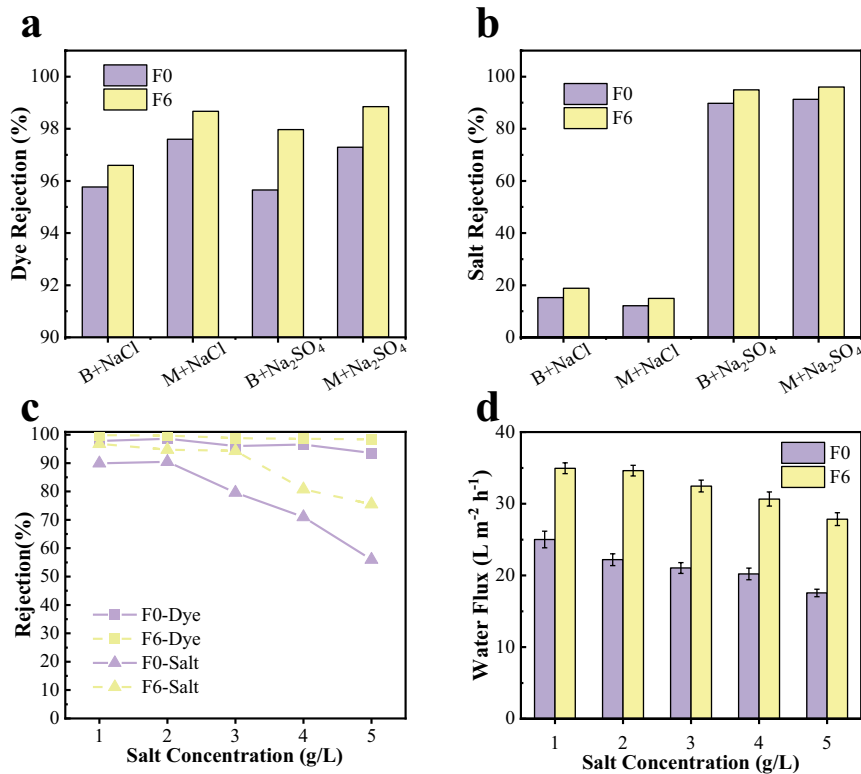 a
Dye Rejection (%)
100
98
96
94
92
90
F0
F6
B+NaCl
M+NaCl
B+Na₂SO₄
M+Na₂SO₄
b
Salt Rejection (%)
100
80
60
40
20
0
F0
F6
B+NaCl
M+NaCl
B+Na₂SO₄
M+Na₂SO₄
c
Rejection(%)
100
90
80
70
60
50
40
30
20
10
0
F0-Dye
F6-Dye
F0-Salt
F6-Salt
1 2 3 4 5
Salt Concentration (g/L)
d
Water Flux (L m⁻² h⁻¹)
40
30
20
10
0
F0
F6
1 2 3 4 5
Salt Concentration (g/L)